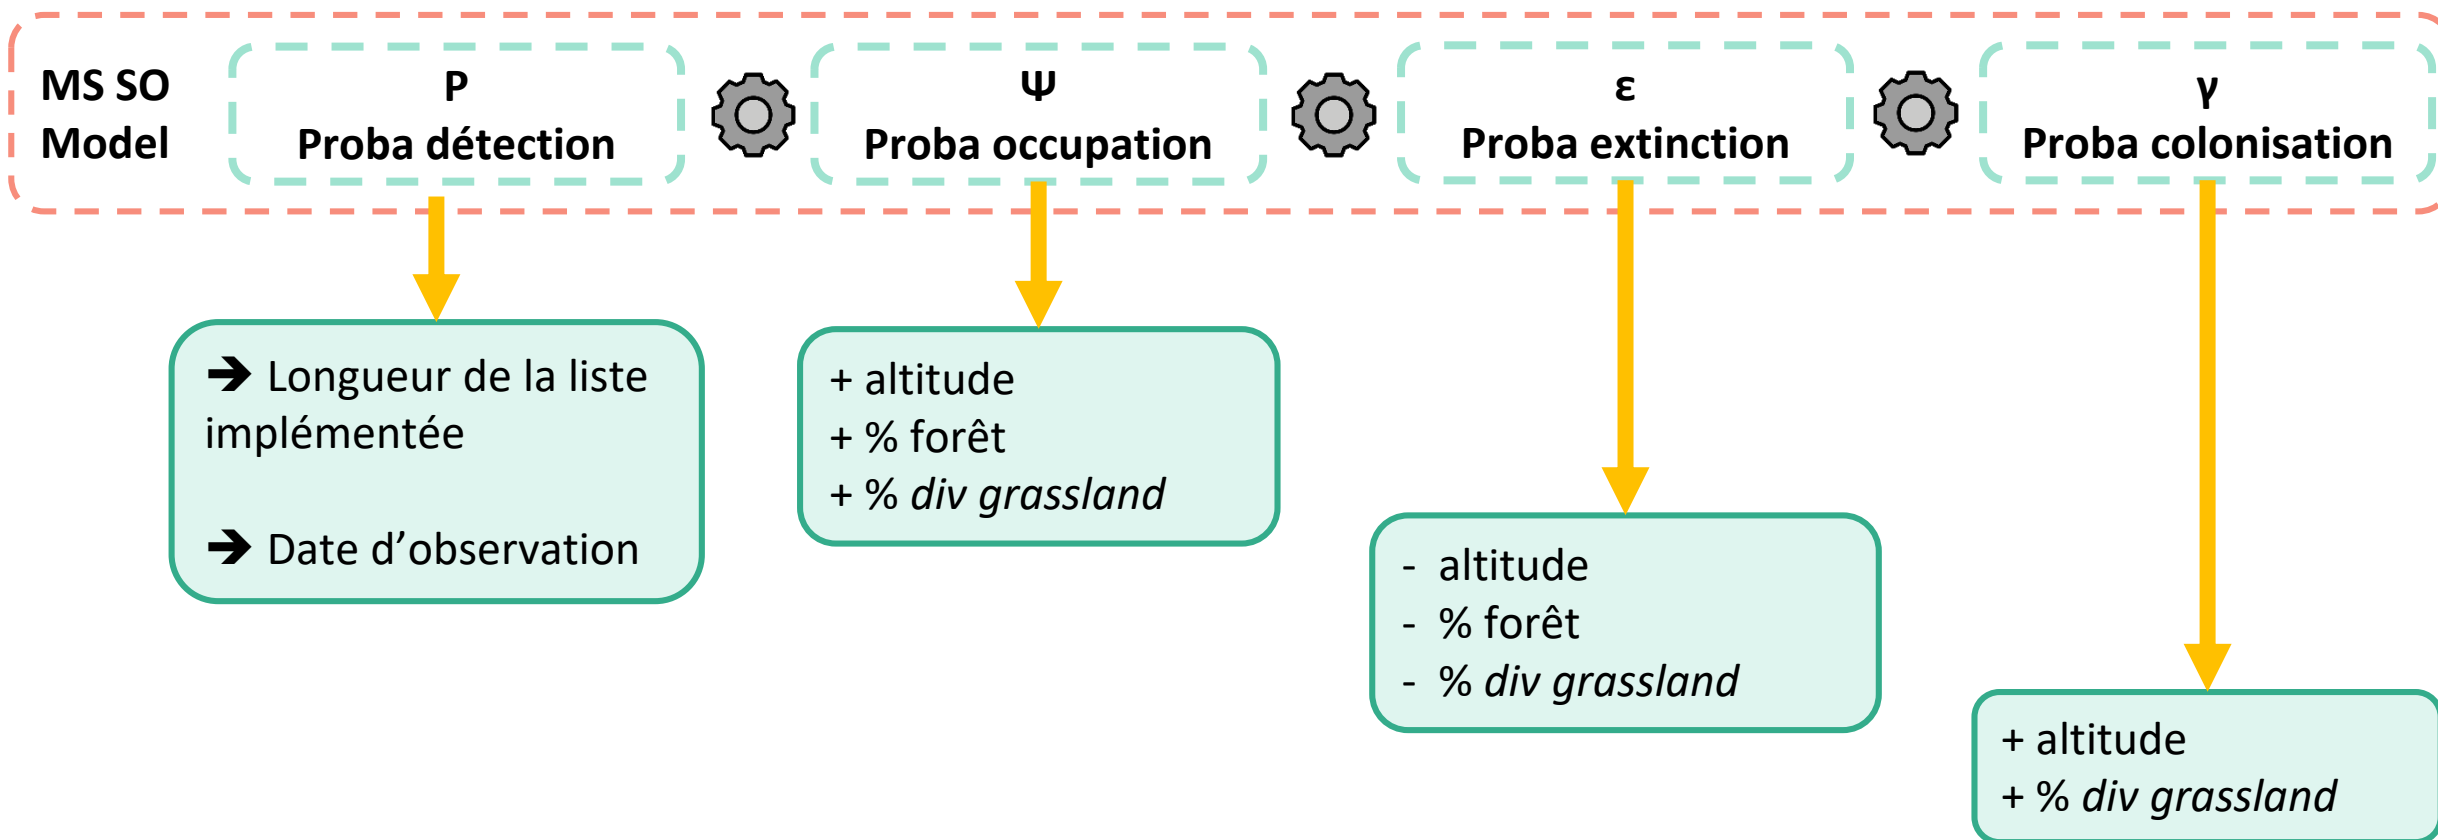 MS SO
Model
P
Proba détection
Ψ
Proba occupation
ε
Proba extinction
γ
Proba colonisation
➔ Longueur de la liste
implémentée
➔ Date d’observation
+ altitude
+ % forêt
+ % div grassland
- altitude
- % forêt
- % div grassland
+ altitude
+ % div grassland